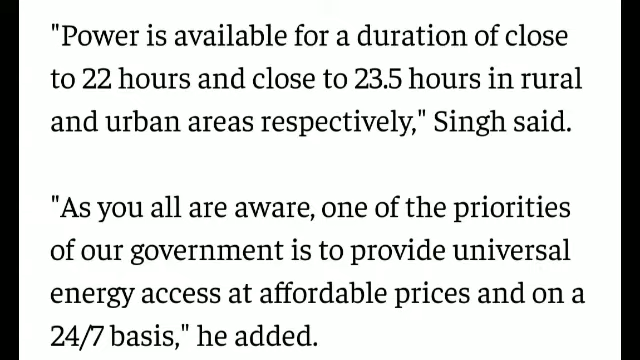 "Power is available for a duration of close
to 22 hours and close to 23.5 hours in rural
and urban areas respectively," Singh said.
"As you all are aware, one of the priorities
of our government is to provide universal
energy access at affordable prices and on a
24/7 basis," he added.